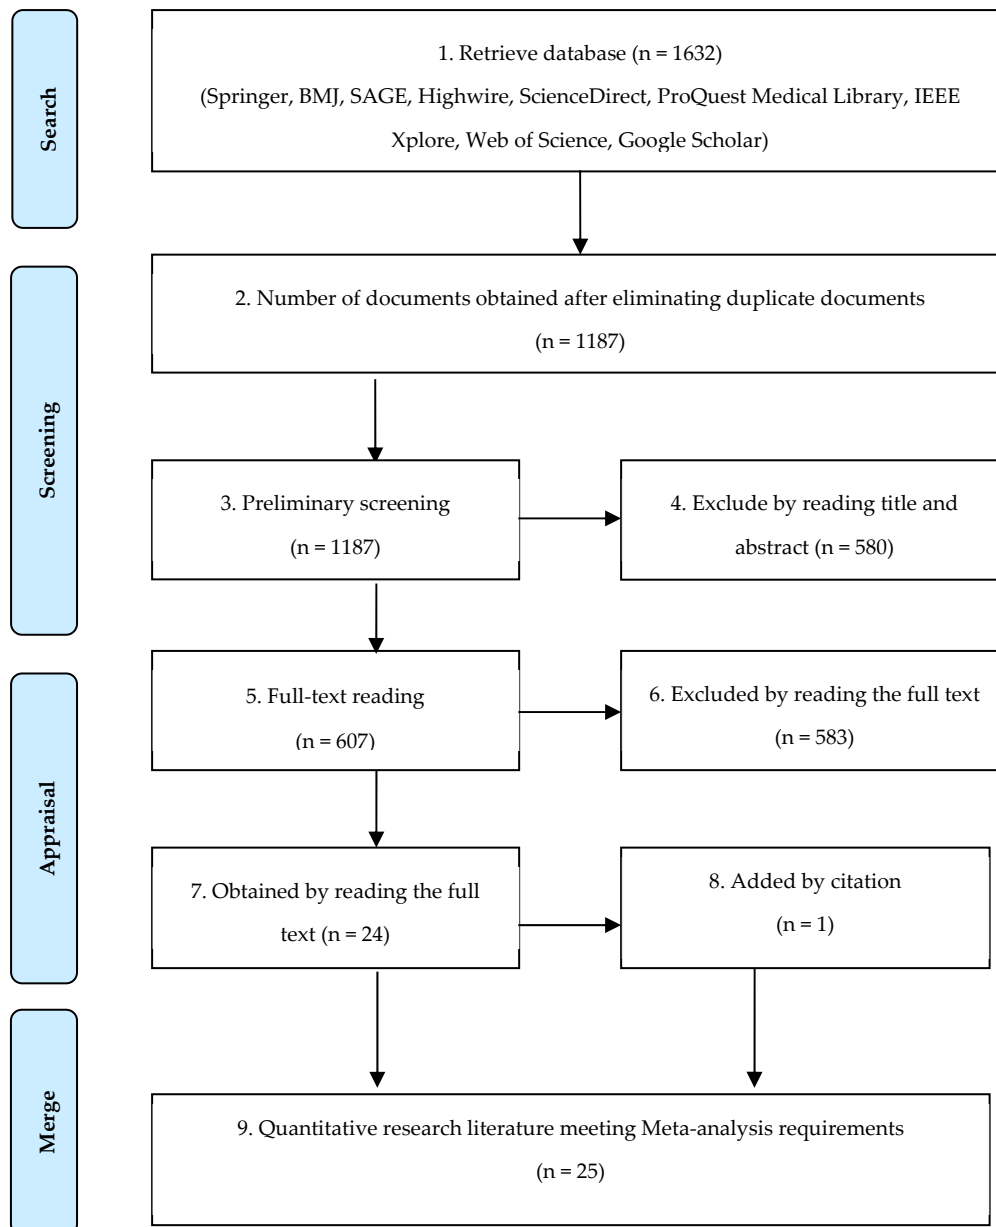 Search
1. Retrieve database (n = 1632)
(Springer, BMJ, SAGE, Highwire, ScienceDirect, ProQuest Medical Library, IEEE
Xplore, Web of Science, Google Scholar)
Screening
2. Number of documents obtained after eliminating duplicate documents
(n = 1187)
3. Preliminary screening
(n = 1187)
4. Exclude by reading title and
abstract (n = 580)
Appraisal
5. Full-text reading
(n = 607)
6. Excluded by reading the full text
(n = 583)
7. Obtained by reading the full
text (n = 24)
8. Added by citation
(n = 1)
Merge
9. Quantitative research literature meeting Meta-analysis requirements
(n = 25)